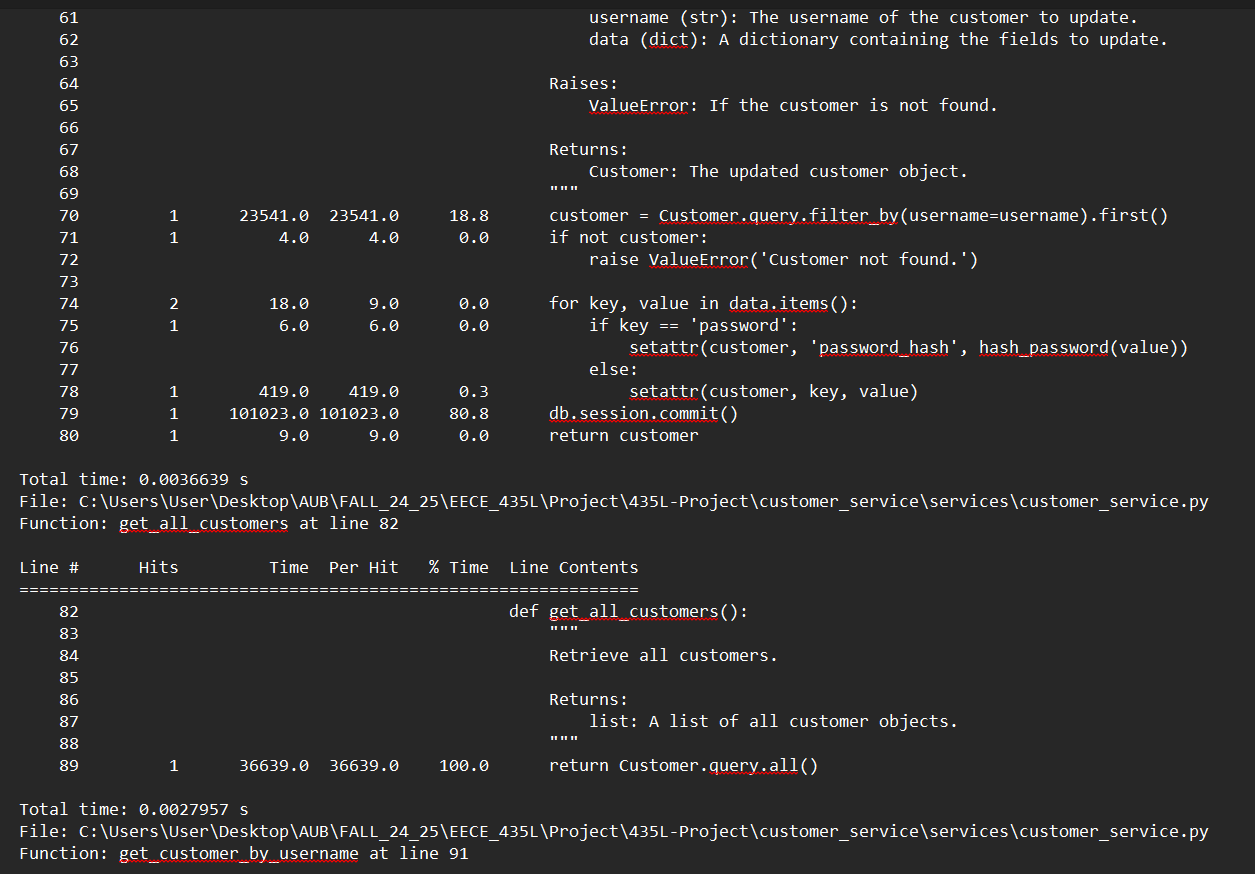 61 username (str): The username of the customer to update.
62 data (dict): A dictionary containing the fields to update.
63
64 Raises:
65 ValueError: If the customer is not found.
66
67 Returns:
68 Customer: The updated customer object.
69 """
70 1 23541.0 23541.0 18.8 customer = Customer.query.filter_by(username=username).first()
71 1 4.0 4.0 0.0 if not customer:
72 raise ValueError('Customer not found.')
73
74 2 18.0 9.0 0.0 for key, value in data.items():
75 1 6.0 6.0 0.0 if key == 'password':
76 setattr(customer, 'password_hash', hash_password(value))
77 else:
78 1 419.0 419.0 0.3 setattr(customer, key, value)
79 1 101023.0 101023.0 80.8 db.session.commit()
80 1 9.0 9.0 0.0 return customer
Total time: 0.0036639 s
File: C:\Users\User\Desktop\AUB\FALL_24_25\EECE_435L\Project\435L-Project\customer_service\services\customer_service.py
Function: get_all_customers at line 82
Line # Hits Time Per Hit % Time Line Contents
==============================================================
82 def get_all_customers():
83 """
84 Retrieve all customers.
85
86 Returns:
87 list: A list of all customer objects.
88 """
89 1 36639.0 36639.0 100.0 return Customer.query.all()
Total time: 0.0027957 s
File: C:\Users\User\Desktop\AUB\FALL_24_25\EECE_435L\Project\435L-Project\customer_service\services\customer_service.py
Function: get_customer_by_username at line 91